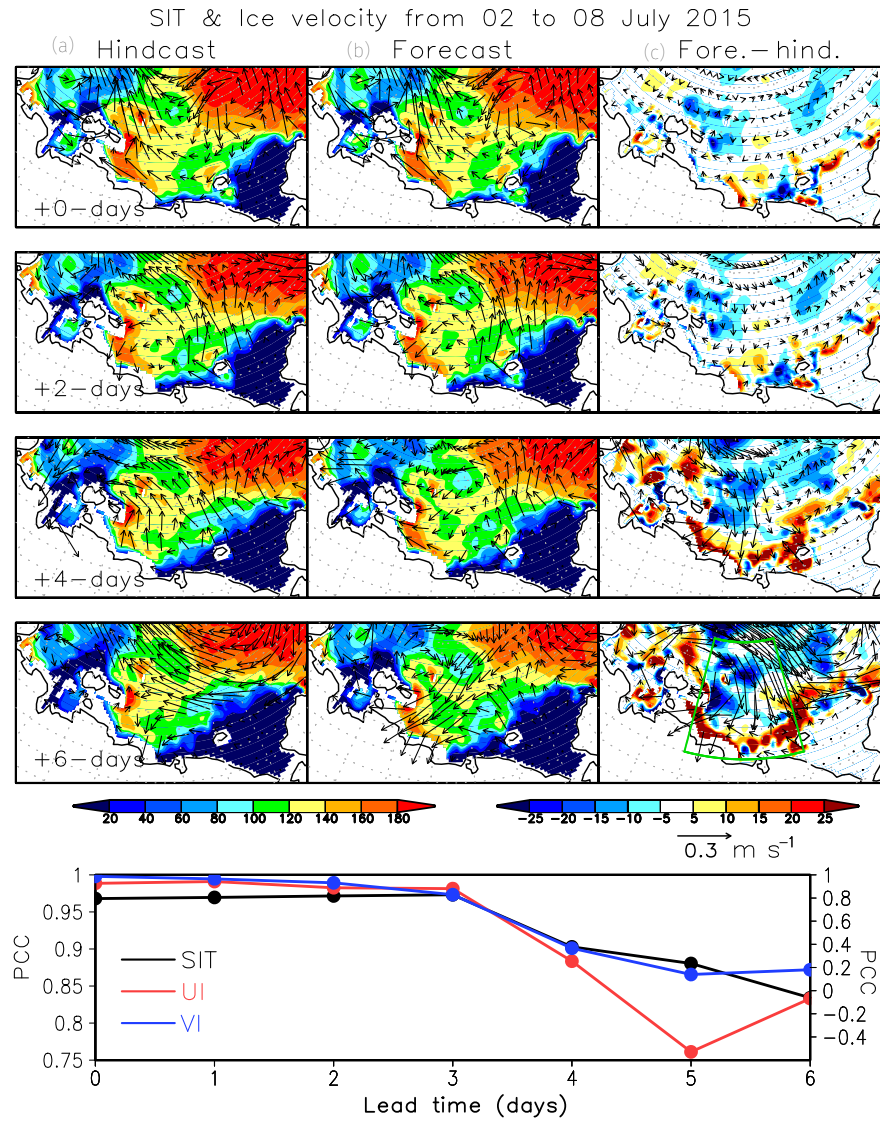 SIT & Ice velocity from 02 to 08 July 2015
(a) Hindcast (b) Forecast (c) Fore.-hind.
+0-days
+2-days
+4-days
+6-days
20 40 60 80 100 120 140 160 180
-25 -20 -15 -10 -5 5 10 15 20 25
0.3 m s⁻¹
1 1
0.95 0.8
0.6
0.9 0.4
0.2
0.85 0
-0.2
0.8 -0.4
0.75
PCC
PCC
SIT
UI
VI
0 1 2 3 4 5 6
Lead time (days)